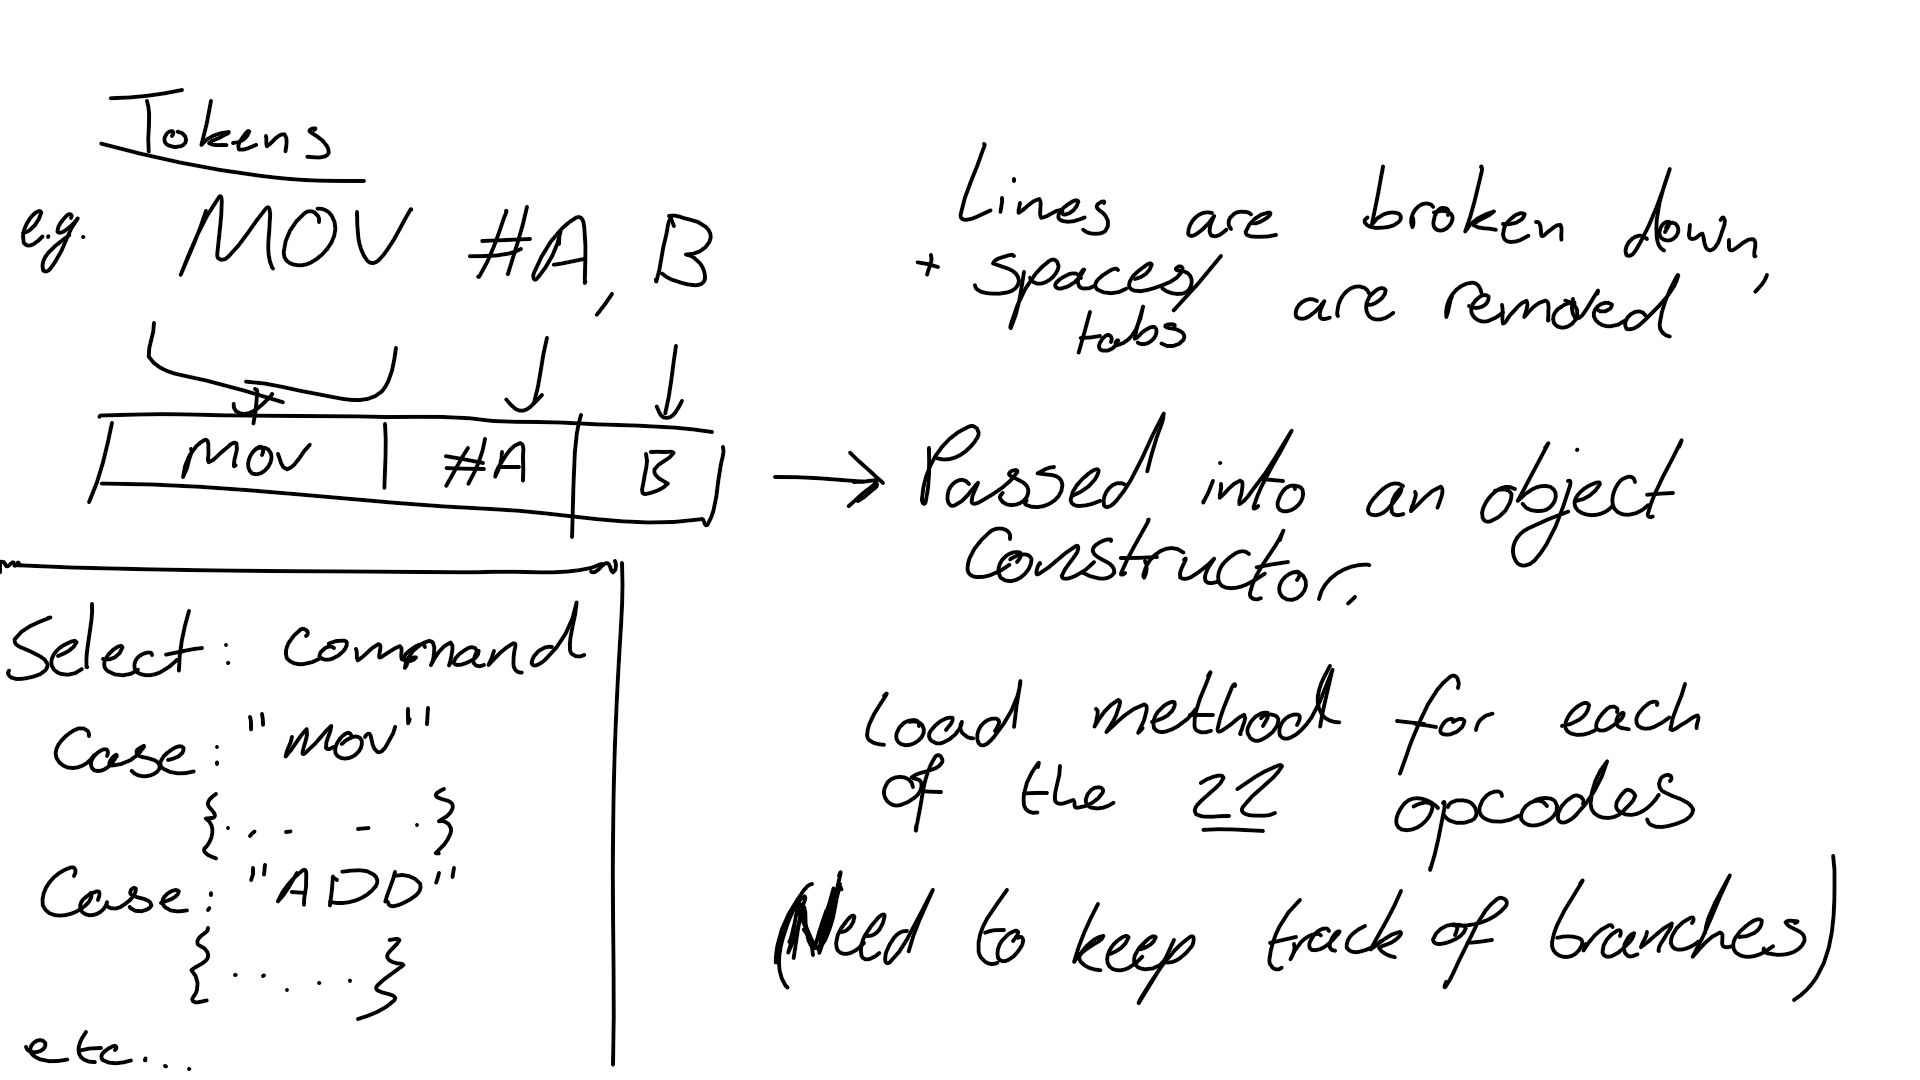 Tokens
e.g. MOV #A, B
MOV #A B
Lines are broken down,
+ spaces/tabs are removed
Passed into an object
constructor.
Select: command
Case: "MOV"
{. . - - .}
Case: "ADD"
{. . . . .}
etc...
Load method for each
of the 22 opcodes
(Need to keep track of branches)